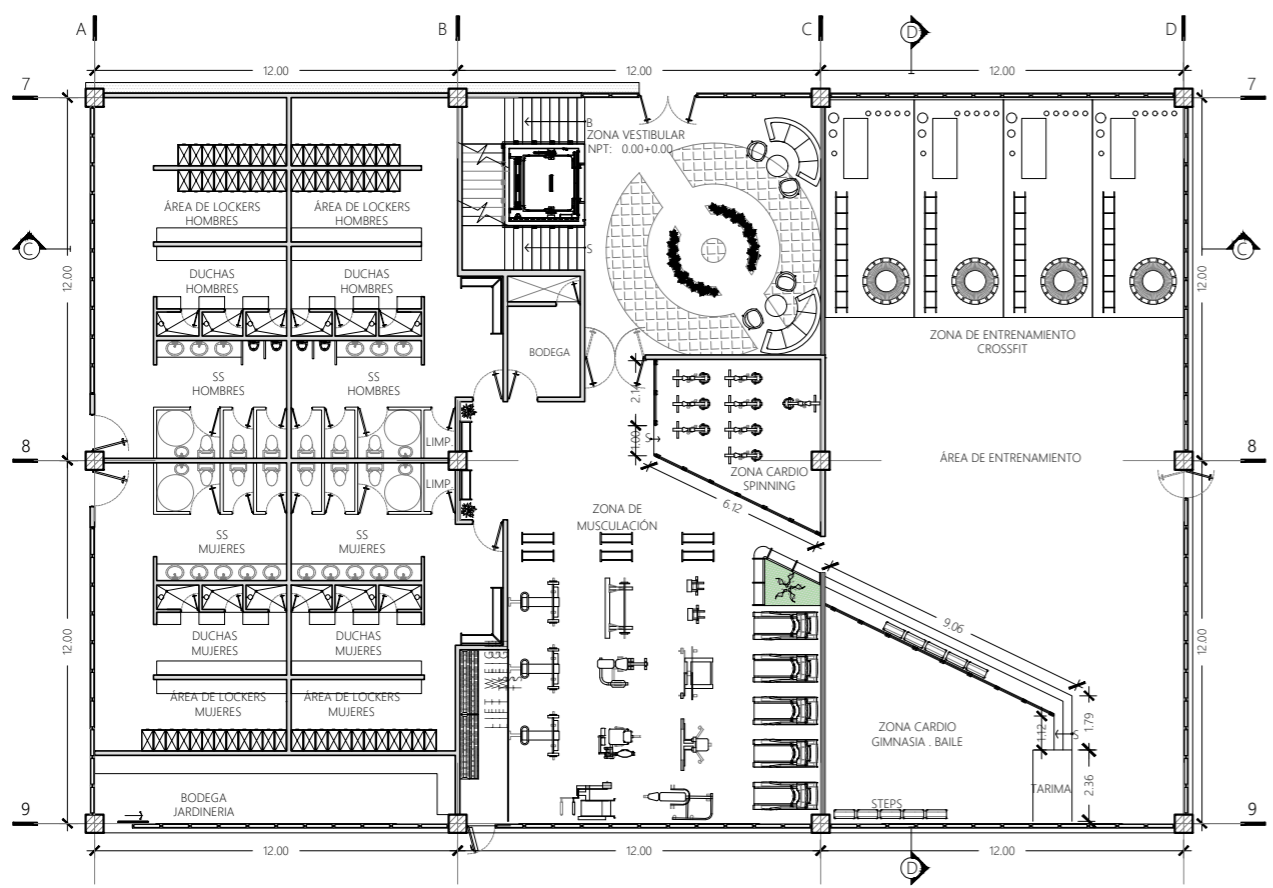 A
B
C
D
D
12.00
12.00
12.00
7
7
B
ZONA VESTIBULAR
NPT: 0.00+0.00
ÁREA DE LOCKERS
HOMBRES
ÁREA DE LOCKERS
HOMBRES
C
C
S
12.00
12.00
DUCHAS
HOMBRES
DUCHAS
HOMBRES
ZONA DE ENTRENAMIENTO
CROSSFIT
BODEGA
SS
HOMBRES
SS
HOMBRES
2.1
1.00
S
LIMP.
8
8
ÁREA DE ENTRENAMIENTO
ZONA CARDIO
SPINNING
LIMP.
6.12
ZONA DE
MUSCULACIÓN
SS
MUJERES
SS
MUJERES
9.06
12.00
12.00
DUCHAS
MUJERES
DUCHAS
MUJERES
ÁREA DE LOCKERS
MUJERES
ÁREA DE LOCKERS
MUJERES
ZONA CARDIO
GIMNASIA . BAILE
1.12
1.79
S
TARIMA
2.36
BODEGA
JARDINERIA
STEPS
9
9
12.00
12.00
12.00
D